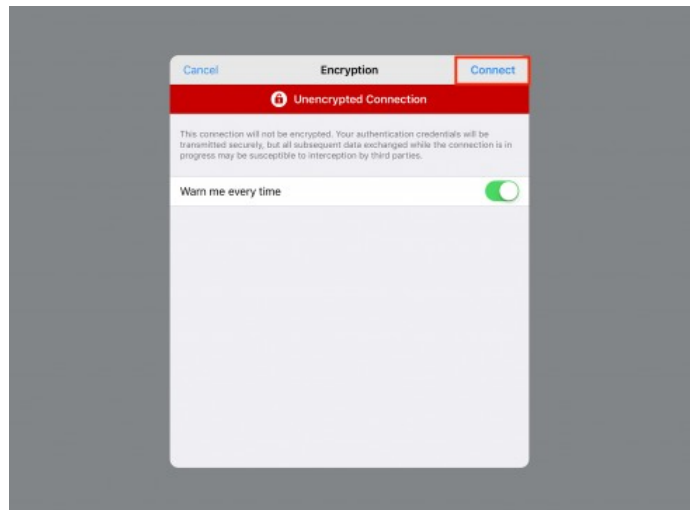 Cancel Encryption Connect
Unencrypted Connection
This connection will not be encrypted. Your authentication credentials will be
transmitted securely, but all subsequent data exchanged while the connection is in
progress may be susceptible to interception by third parties.
Warn me every time